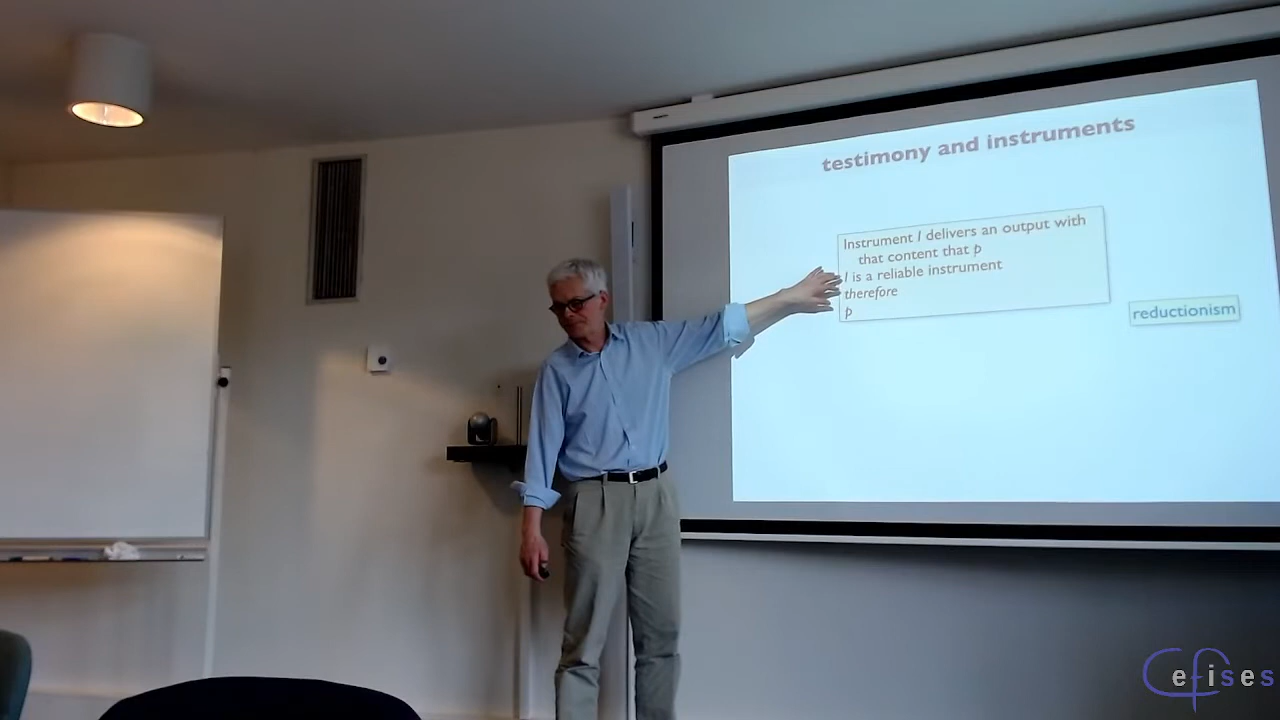 testimony and instruments
Instrument I delivers an output with
that content that p
I is a reliable instrument
therefore
p
reductionism
efises